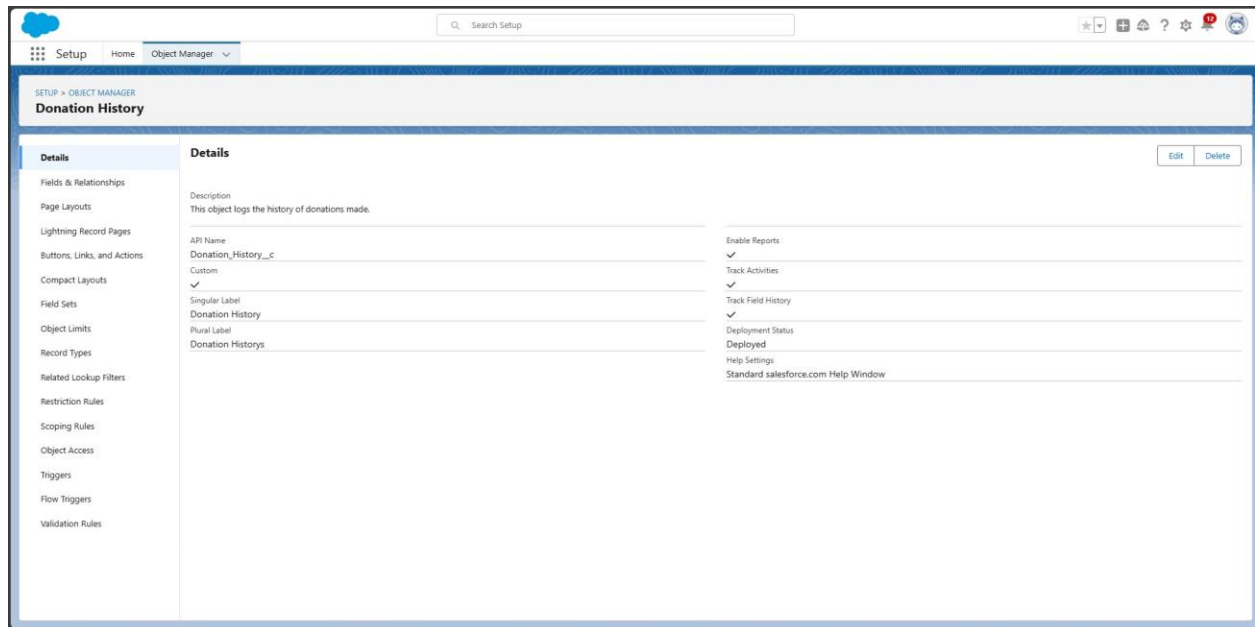 Search Setup
12
Setup Home Object Manager
SETUP > OBJECT MANAGER
Donation History
Details
Fields & Relationships
Page Layouts
Lightning Record Pages
Buttons, Links, and Actions
Compact Layouts
Field Sets
Object Limits
Record Types
Related Lookup Filters
Restriction Rules
Scoping Rules
Object Access
Triggers
Flow Triggers
Validation Rules
Details
Edit Delete
Description
This object logs the history of donations made.
API Name
Donation_History__c
Custom
Singular Label
Donation History
Plural Label
Donation Historys
Enable Reports
Track Activities
Track Field History
Deployment Status
Deployed
Help Settings
Standard salesforce.com Help Window